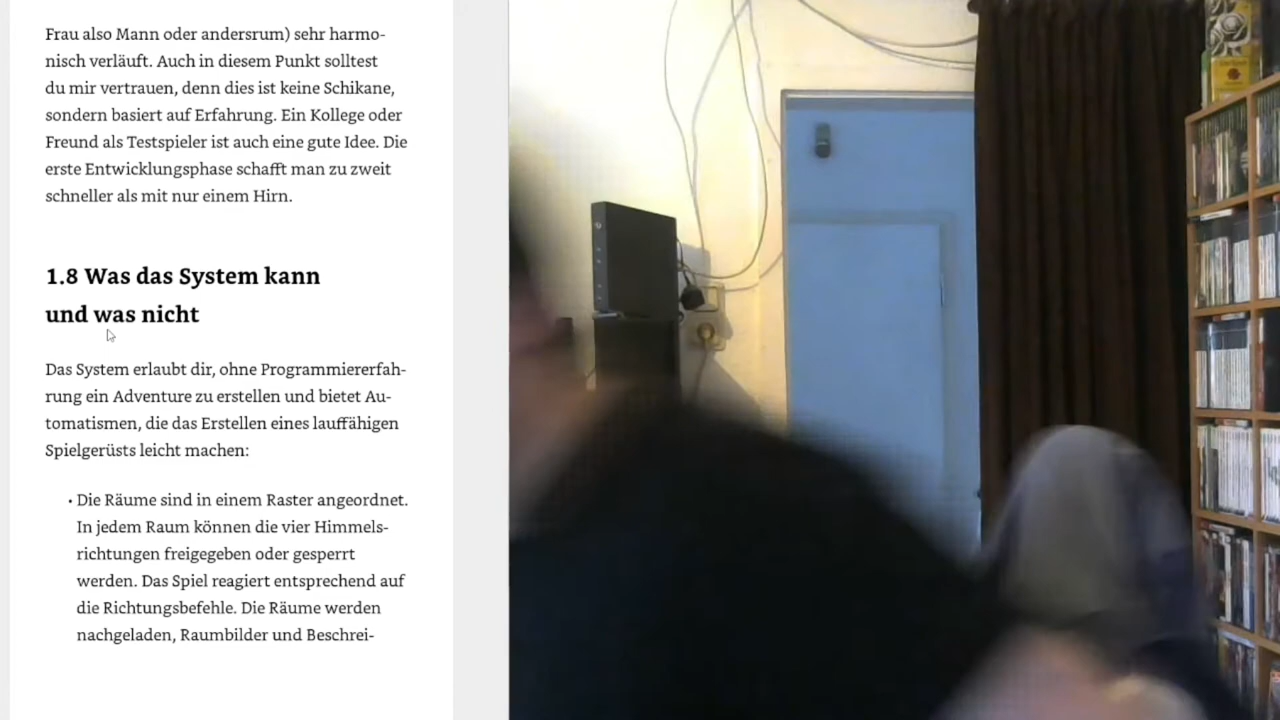 Frau also Mann oder andersrum) sehr harmo-
nisch verläuft. Auch in diesem Punkt solltest
du mir vertrauen, denn dies ist keine Schikane,
sondern basiert auf Erfahrung. Ein Kollege oder
Freund als Testspieler ist auch eine gute Idee. Die
erste Entwicklungsphase schafft man zu zweit
schneller als mit nur einem Hirn.
1.8 Was das System kann
und was nicht
Das System erlaubt dir, ohne Programmiererfah-
rung ein Adventure zu erstellen und bietet Au-
tomatismen, die das Erstellen eines lauffähigen
Spielgerüsts leicht machen:
• Die Räume sind in einem Raster angeordnet.
In jedem Raum können die vier Himmels-
richtungen freigegeben oder gesperrt
werden. Das Spiel reagiert entsprechend auf
die Richtungsbefehle. Die Räume werden
nachgeladen, Raumbilder und Beschrei-